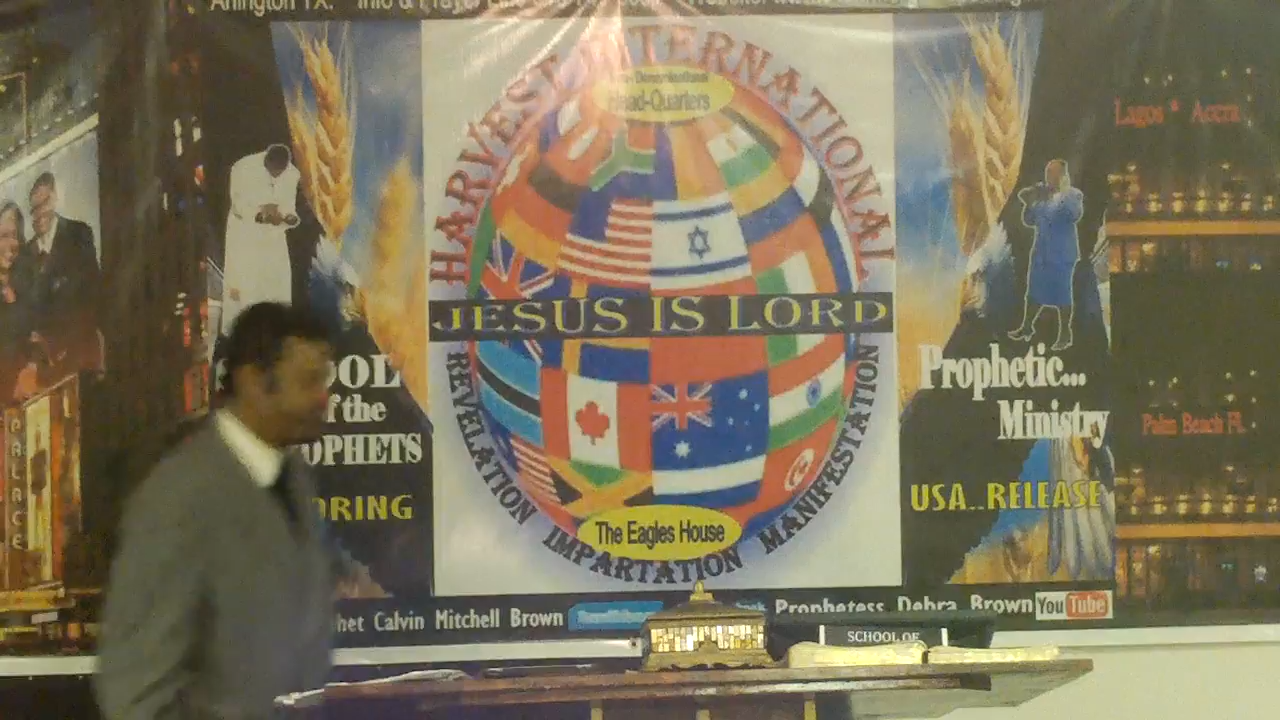 Arlington TX. Info & Prayer
HARVEST INTERNATIONAL
Head-Quarters
Lagos * Accra
JESUS IS LORD
OOL
f the
OPHETS
ORING
Prophetic...
Ministry
USA..RELEASE
Palm Beach FL
PALACE
REVELATION IMPARTATION MANIFESTATION
The Eagles House
het Calvin Mitchell Brown
Prophetess Debra Brown YouTube
SCHOOL OF